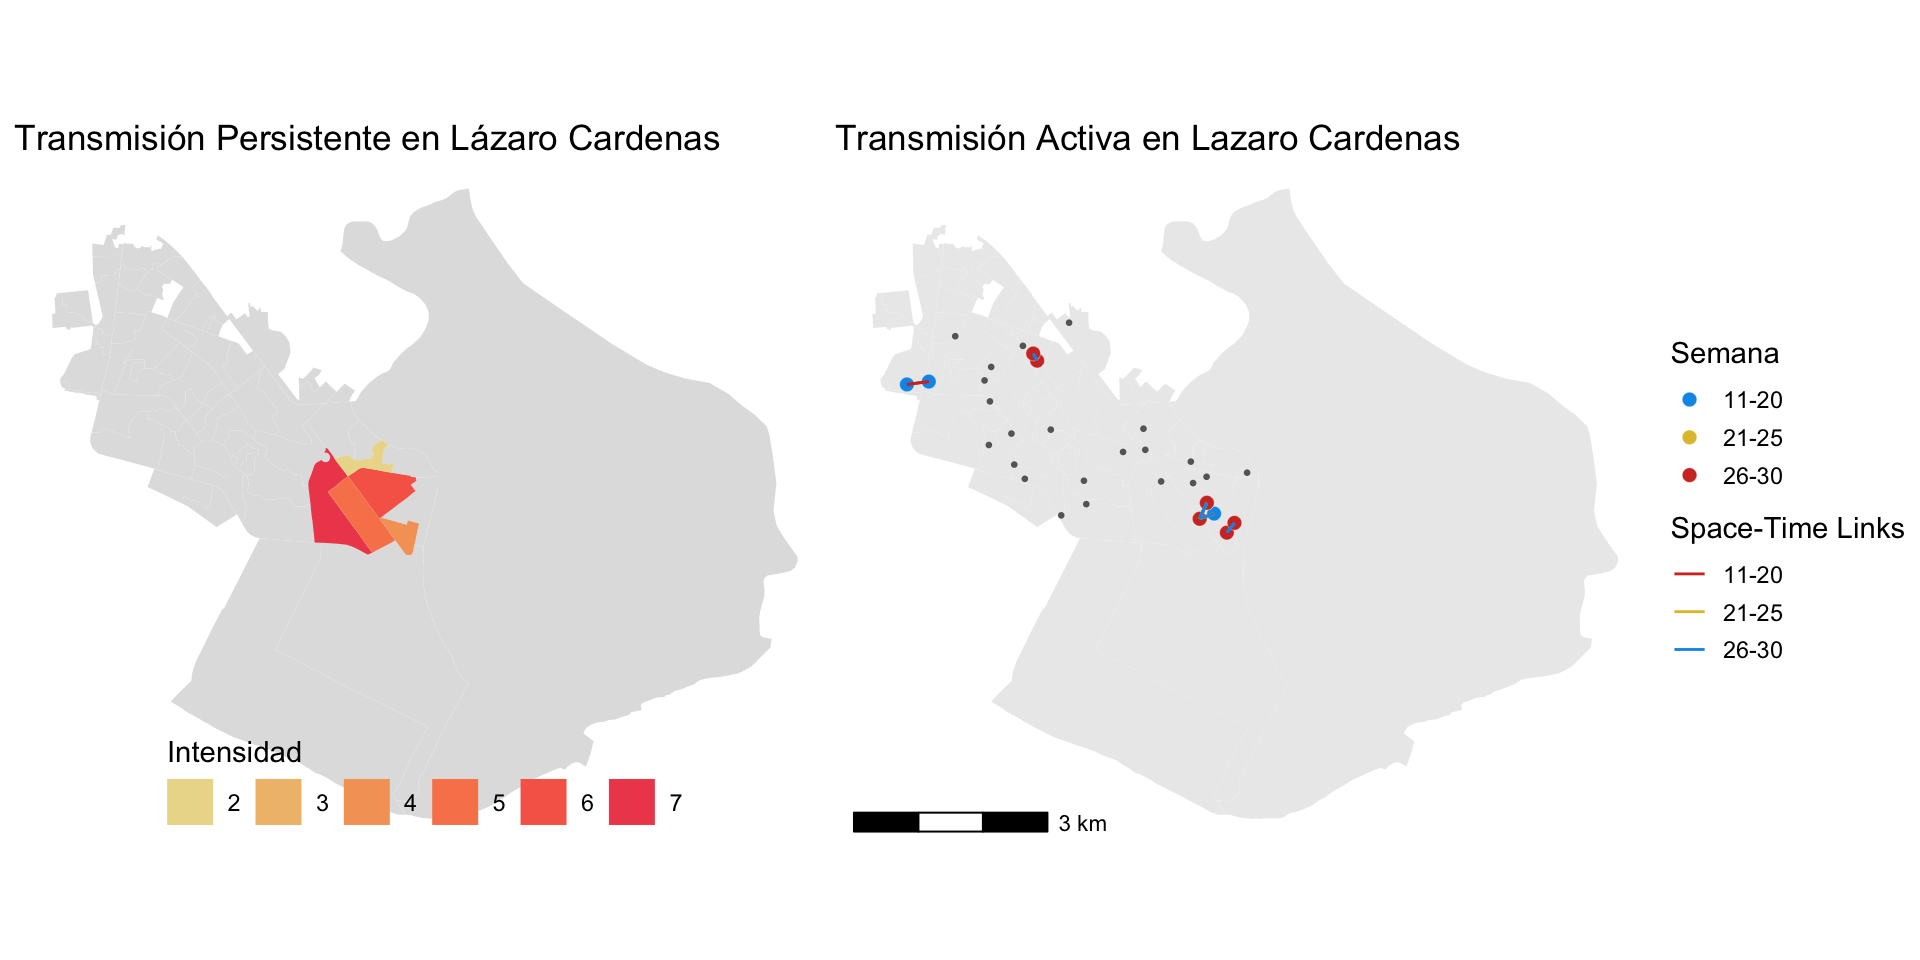 Transmisión Persistente en Lázaro Cardenas
Intensidad
2 3 4 5 6 7
Transmisión Activa en Lazaro Cardenas
3 km
Semana
11-20
21-25
26-30
Space-Time Links
11-20
21-25
26-30